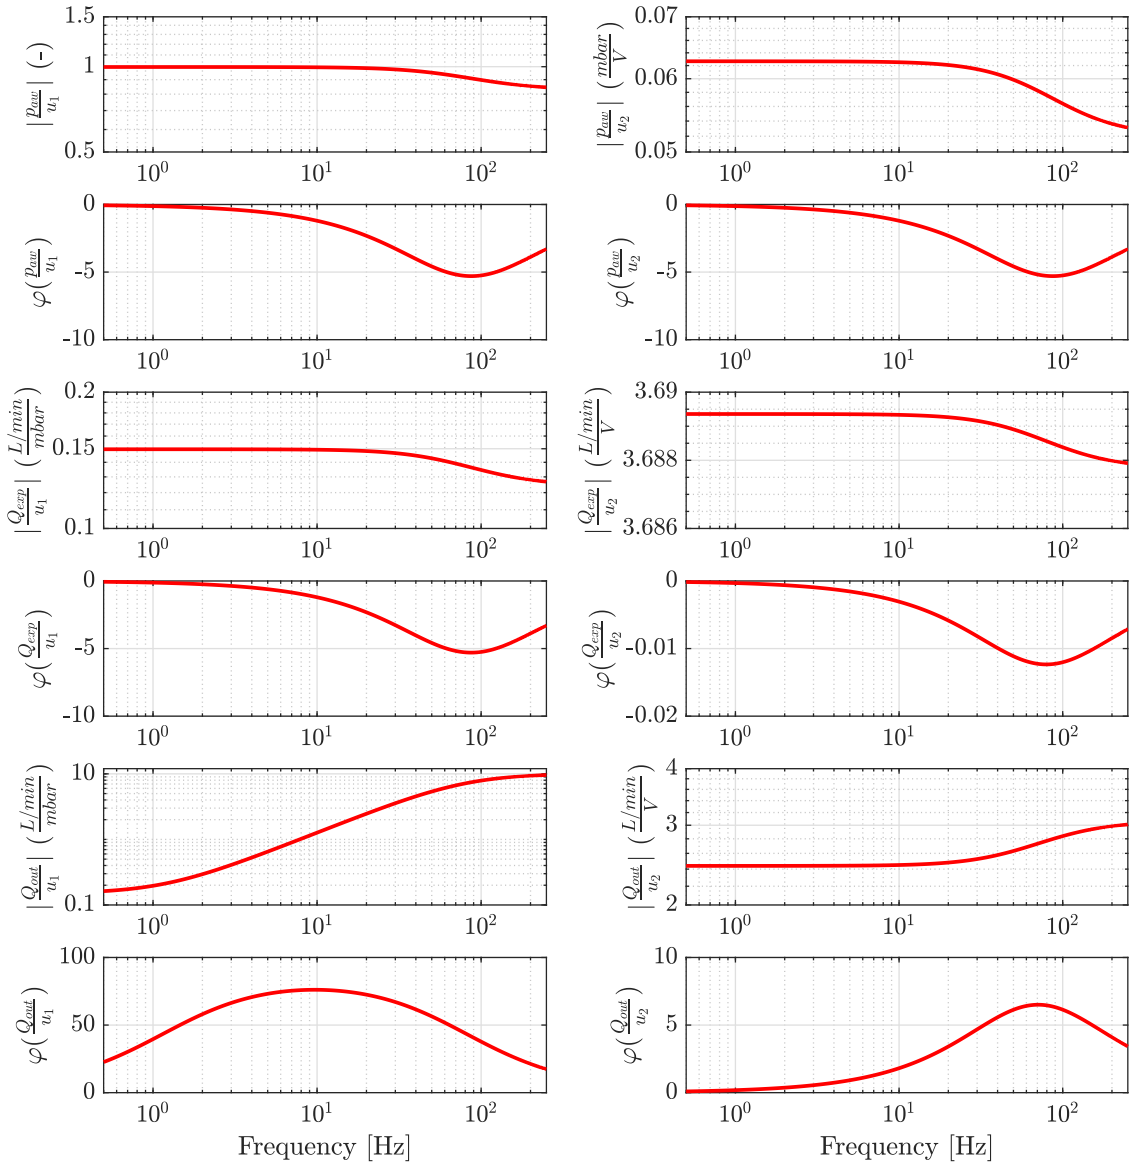 |p_aw/u_1| (-)
1.5
1
0.5
10^0 10^1 10^2
|p_aw/u_2| (mbar/V)
0.07
0.06
0.05
10^0 10^1 10^2
φ(p_aw/u_1)
0
-5
-10
10^0 10^1 10^2
φ(p_aw/u_2)
0
-5
-10
10^0 10^1 10^2
|Q_exp/u_1| (L/min/mbar)
0.2
0.15
0.1
10^0 10^1 10^2
|Q_exp/u_2| (L/min/V)
3.69
3.688
3.686
10^0 10^1 10^2
φ(Q_exp/u_1)
0
-5
-10
10^0 10^1 10^2
φ(Q_exp/u_2)
0
-0.01
-0.02
10^0 10^1 10^2
|Q_out/u_1| (L/min/mbar)
10
0.1
10^0 10^1 10^2
|Q_out/u_2| (L/min/V)
4
3
2
10^0 10^1 10^2
φ(Q_out/u_1)
100
50
0
10^0 10^1 10^2
Frequency [Hz]
φ(Q_out/u_2)
10
5
0
10^0 10^1 10^2
Frequency [Hz]